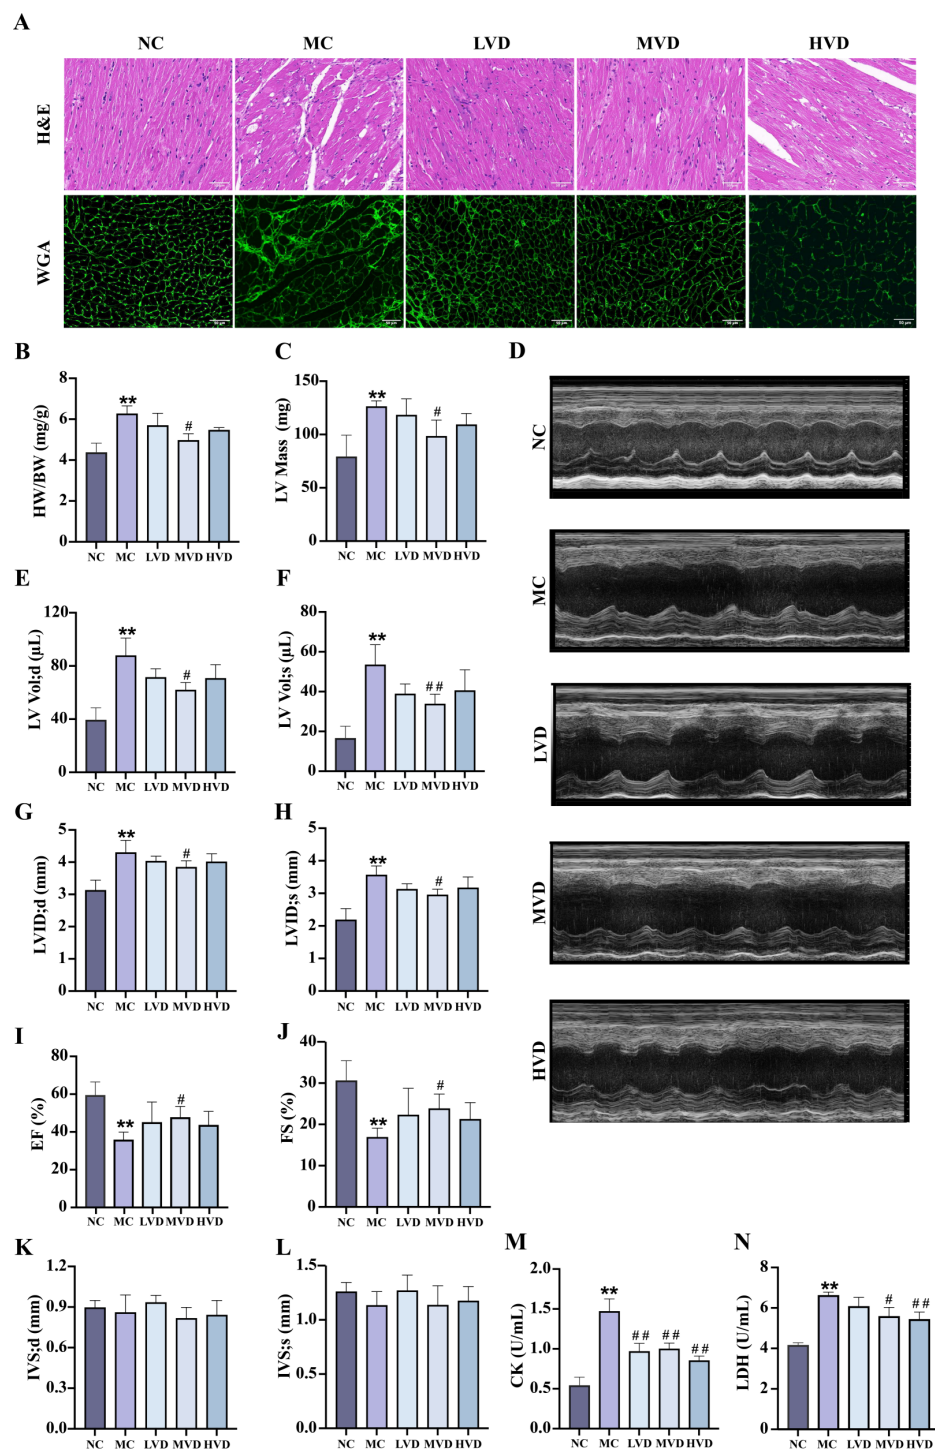 A
NC MC LVD MVD HVD
H&E
WGA
50 μm
B
HW/BW (mg/g)
6
4
2
0
**
#
NC MC LVD MVD HVD
C
LV Mass (mg)
150
100
50
0
**
#
NC MC LVD MVD HVD
D
NC
MC
LVD
MVD
HVD
E
LV Vol;d (μL)
120
80
40
0
**
#
NC MC LVD MVD HVD
F
LV Vol;s (μL)
80
60
40
20
0
**
##
NC MC LVD MVD HVD
G
LVID;d (mm)
5
4
3
2
1
0
**
#
NC MC LVD MVD HVD
H
LVID;s (mm)
5
4
3
2
1
0
**
#
NC MC LVD MVD HVD
I
EF (%)
80
60
40
20
0
**
#
NC MC LVD MVD HVD
J
FS (%)
40
30
20
10
0
**
#
NC MC LVD MVD HVD
K
IVS;d (mm)
1.2
0.9
0.6
0.3
0.0
NC MC LVD MVD HVD
L
IVS;s (mm)
1.5
1.0
0.5
0.0
NC MC LVD MVD HVD
M
CK (U/mL)
2.0
1.5
1.0
0.5
0.0
**
##
##
##
NC MC LVD MVD HVD
N
LDH (U/mL)
8
6
4
2
0
**
#
##
NC MC LVD MVD HVD